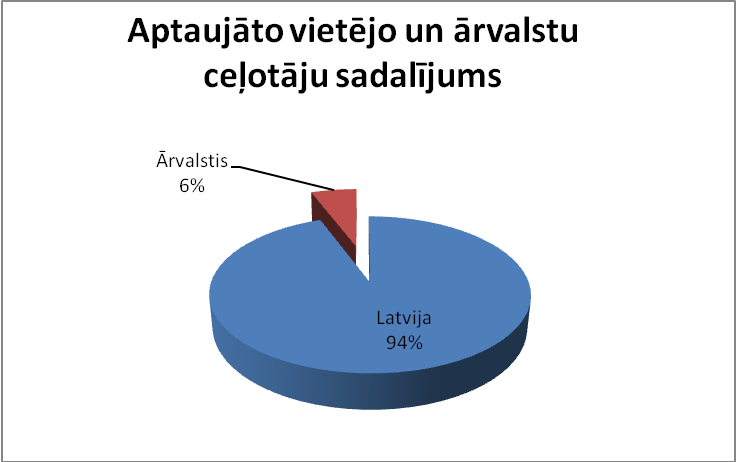 Aptaujāto vietējo un ārvalstu
ceļotāju sadalījums
Ārvalstis
6%
Latvija
94%